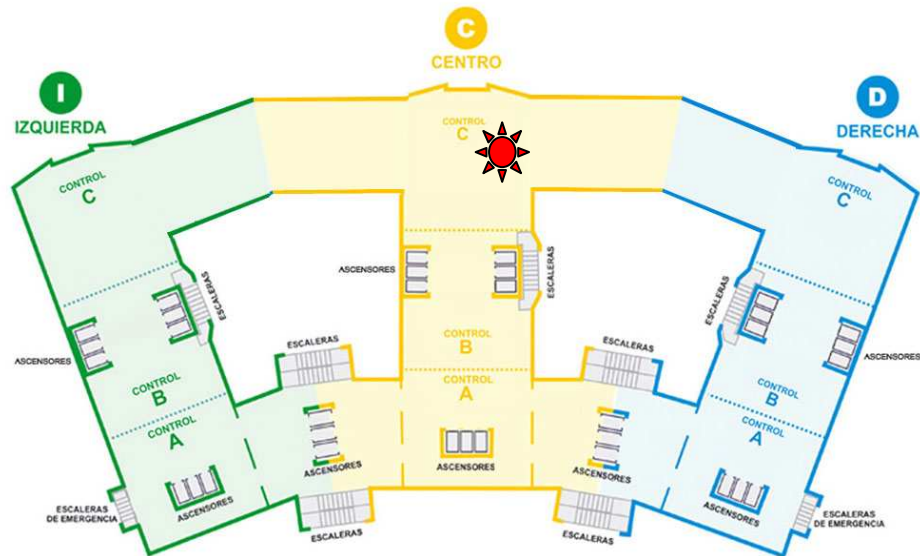 C
CENTRO
I
IZQUIERDA
D
DERECHA
CONTROL
C
CONTROL
C
CONTROL
C
ASCENSORES
ESCALERAS
ESCALERAS
ESCALERAS
ASCENSORES
ASCENSORES
ESCALERAS
ESCALERAS
CONTROL
B
CONTROL
B
CONTROL
B
CONTROL
A
CONTROL
A
CONTROL
A
ASCENSORES
ASCENSORES
ASCENSORES
ASCENSORES
ASCENSORES
ESCALERAS
DE EMERGENCIA
ESCALERAS
DE EMERGENCIA
ESCALERAS
ESCALERAS